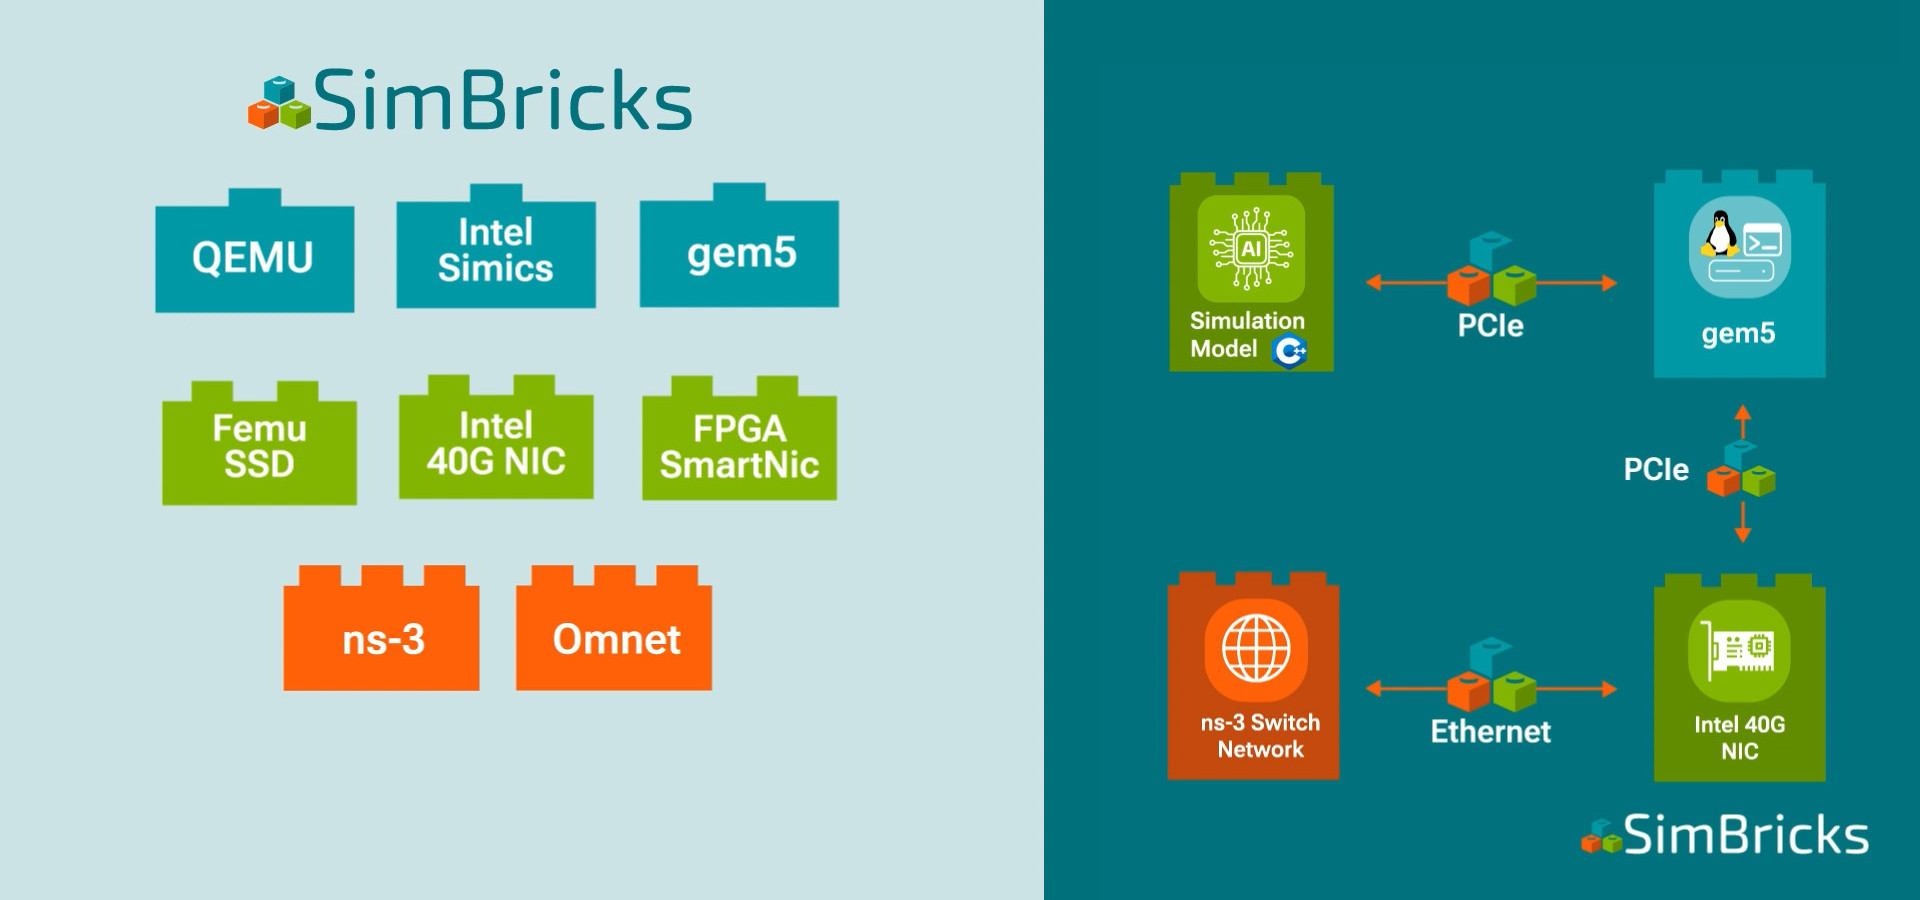 SimBricks
QEMU
Intel
Simics
gem5
Femu
SSD
Intel
40G NIC
FPGA
SmartNic
ns-3
Omnet
AI
Simulation
Model C++
PCIe
>_
gem5
PCIe
ns-3 Switch
Network
Ethernet
Intel 40G
NIC
SimBricks